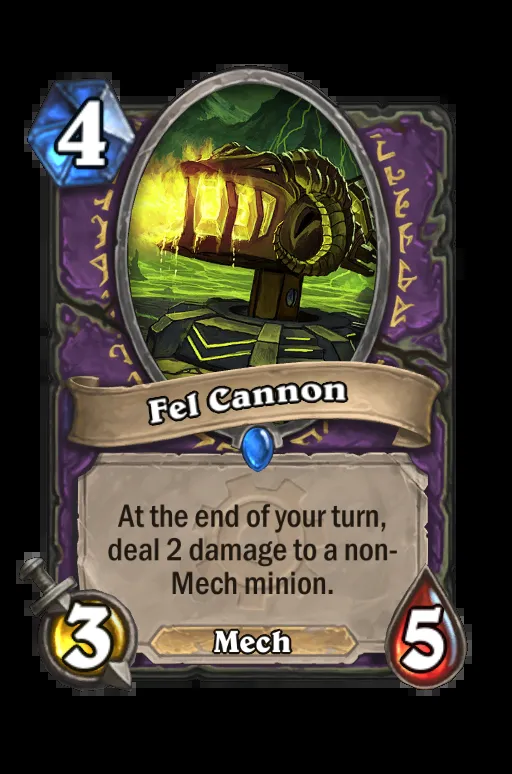 4
Fel Cannon
At the end of your turn,
deal 2 damage to a non-
Mech minion.
3
Mech
5